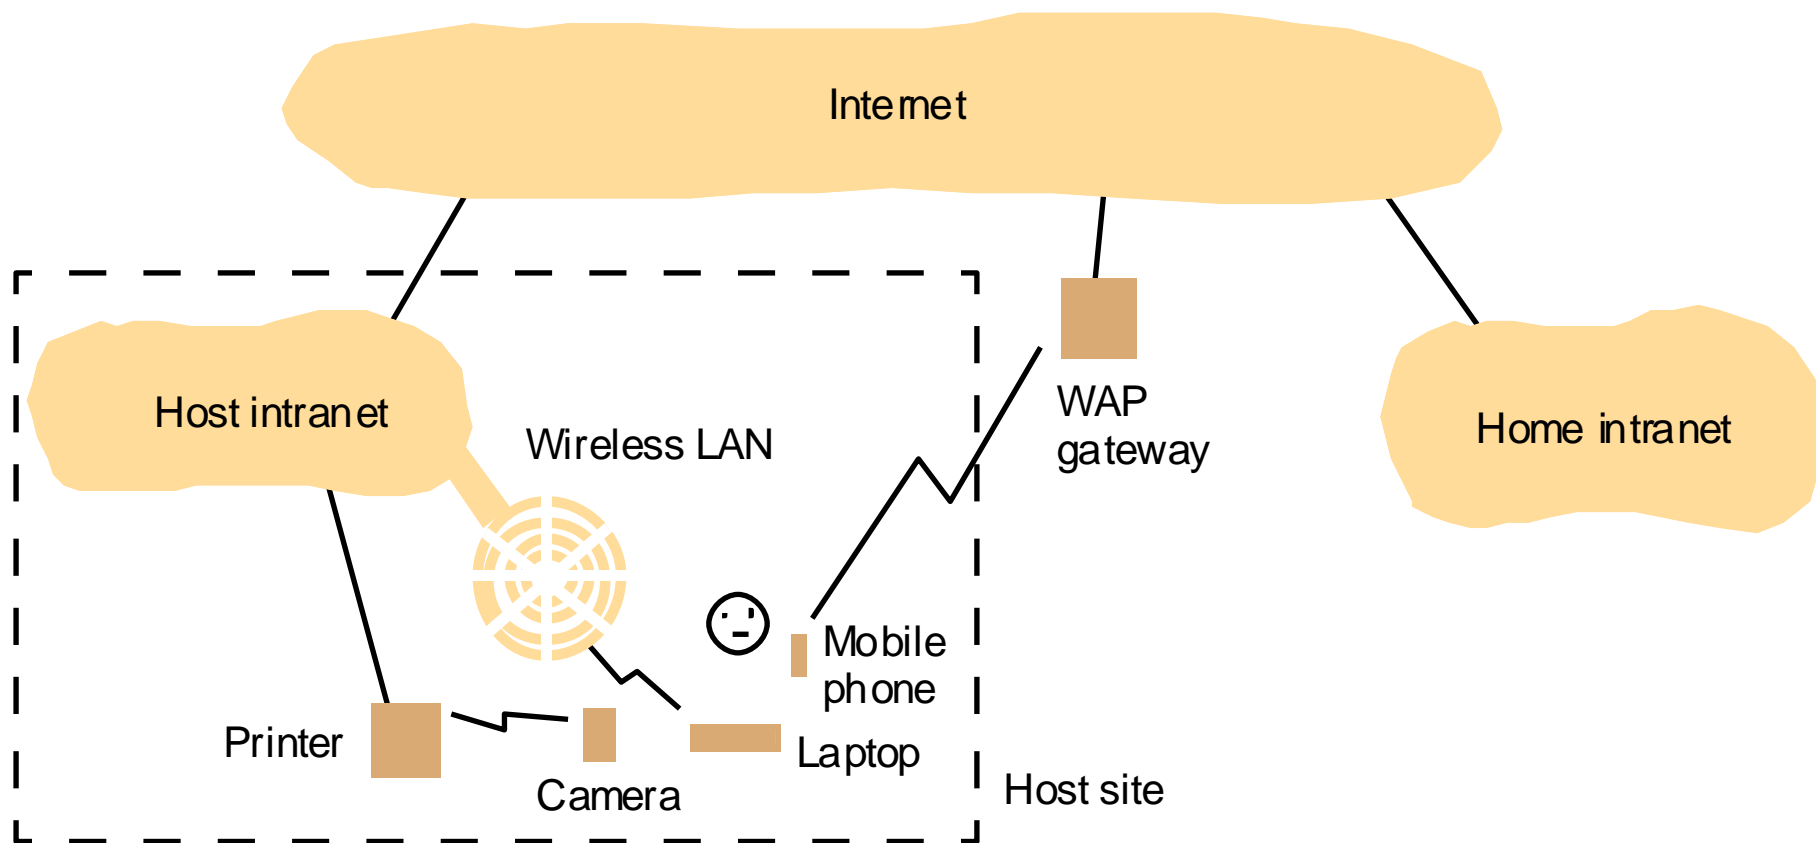 Internet
Host intranet
Wireless LAN
WAP
gateway
Home intranet
Mobile
phone
Printer
Laptop
Camera
Host site